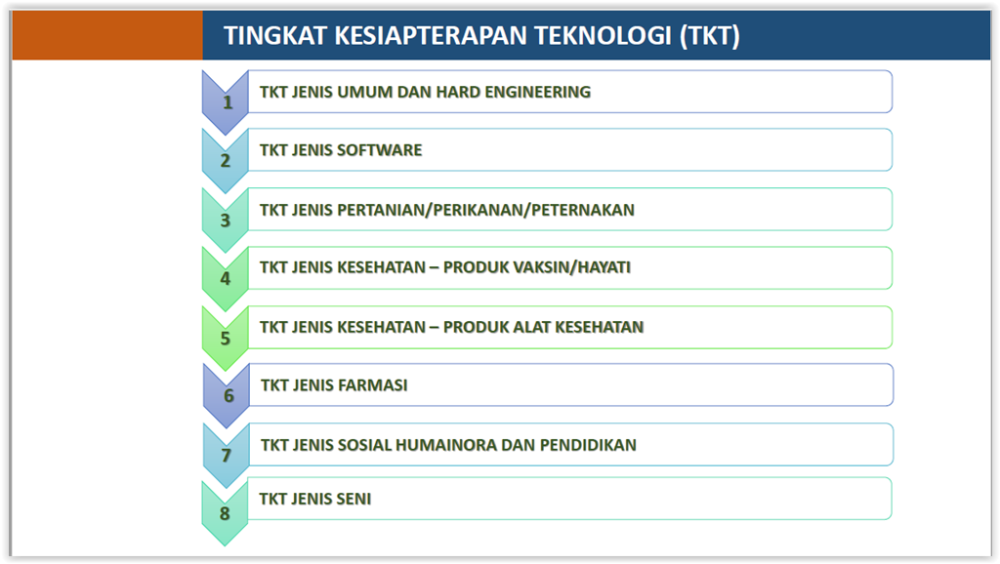 TINGKAT KESIAPTERAPAN TEKNOLOGI (TKT)
1 TKT JENIS UMUM DAN HARD ENGINEERING
2 TKT JENIS SOFTWARE
3 TKT JENIS PERTANIAN/PERIKANAN/PETERNAKAN
4 TKT JENIS KESEHATAN – PRODUK VAKSIN/HAYATI
5 TKT JENIS KESEHATAN – PRODUK ALAT KESEHATAN
6 TKT JENIS FARMASI
7 TKT JENIS SOSIAL HUMAINORA DAN PENDIDIKAN
8 TKT JENIS SENI